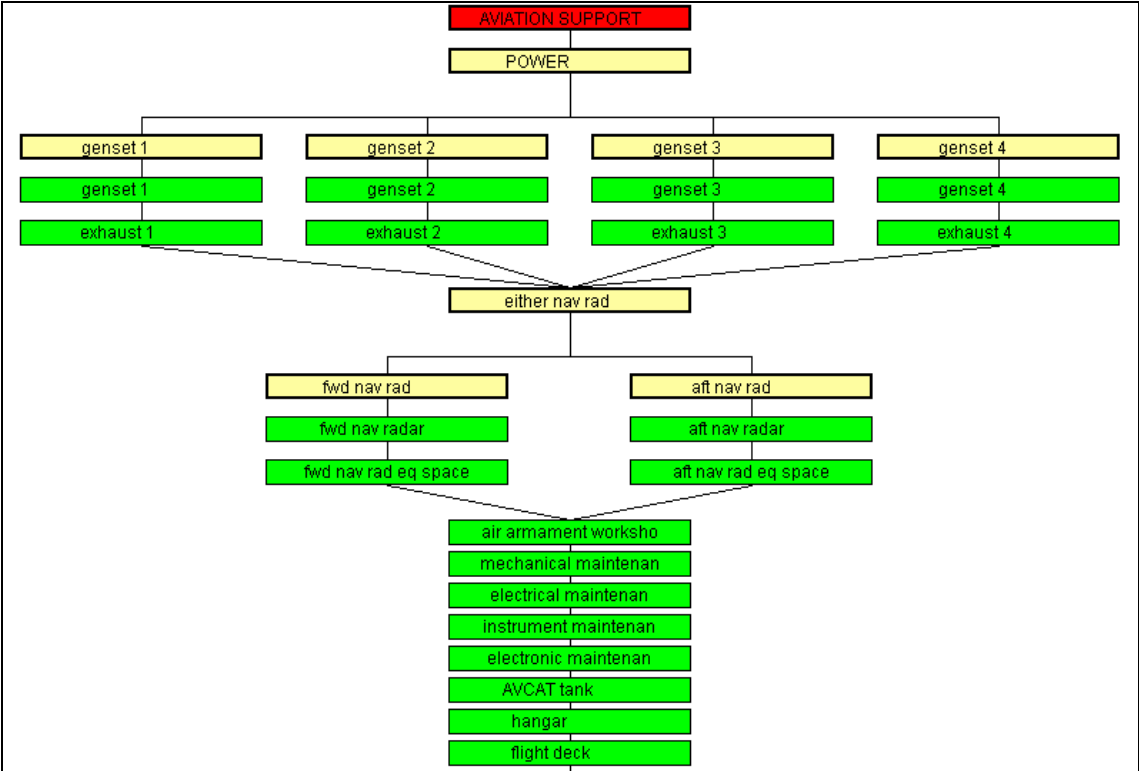 AVIATION SUPPORT
POWER
genset 1 genset 2 genset 3 genset 4
genset 1 genset 2 genset 3 genset 4
exhaust 1 exhaust 2 exhaust 3 exhaust 4
either nav rad
fwd nav rad aft nav rad
fwd nav radar aft nav radar
fwd nav rad eq space aft nav rad eq space
air armament worksho
mechanical maintenan
electrical maintenan
instrument maintenan
electronic maintenan
AVCAT tank
hangar
flight deck